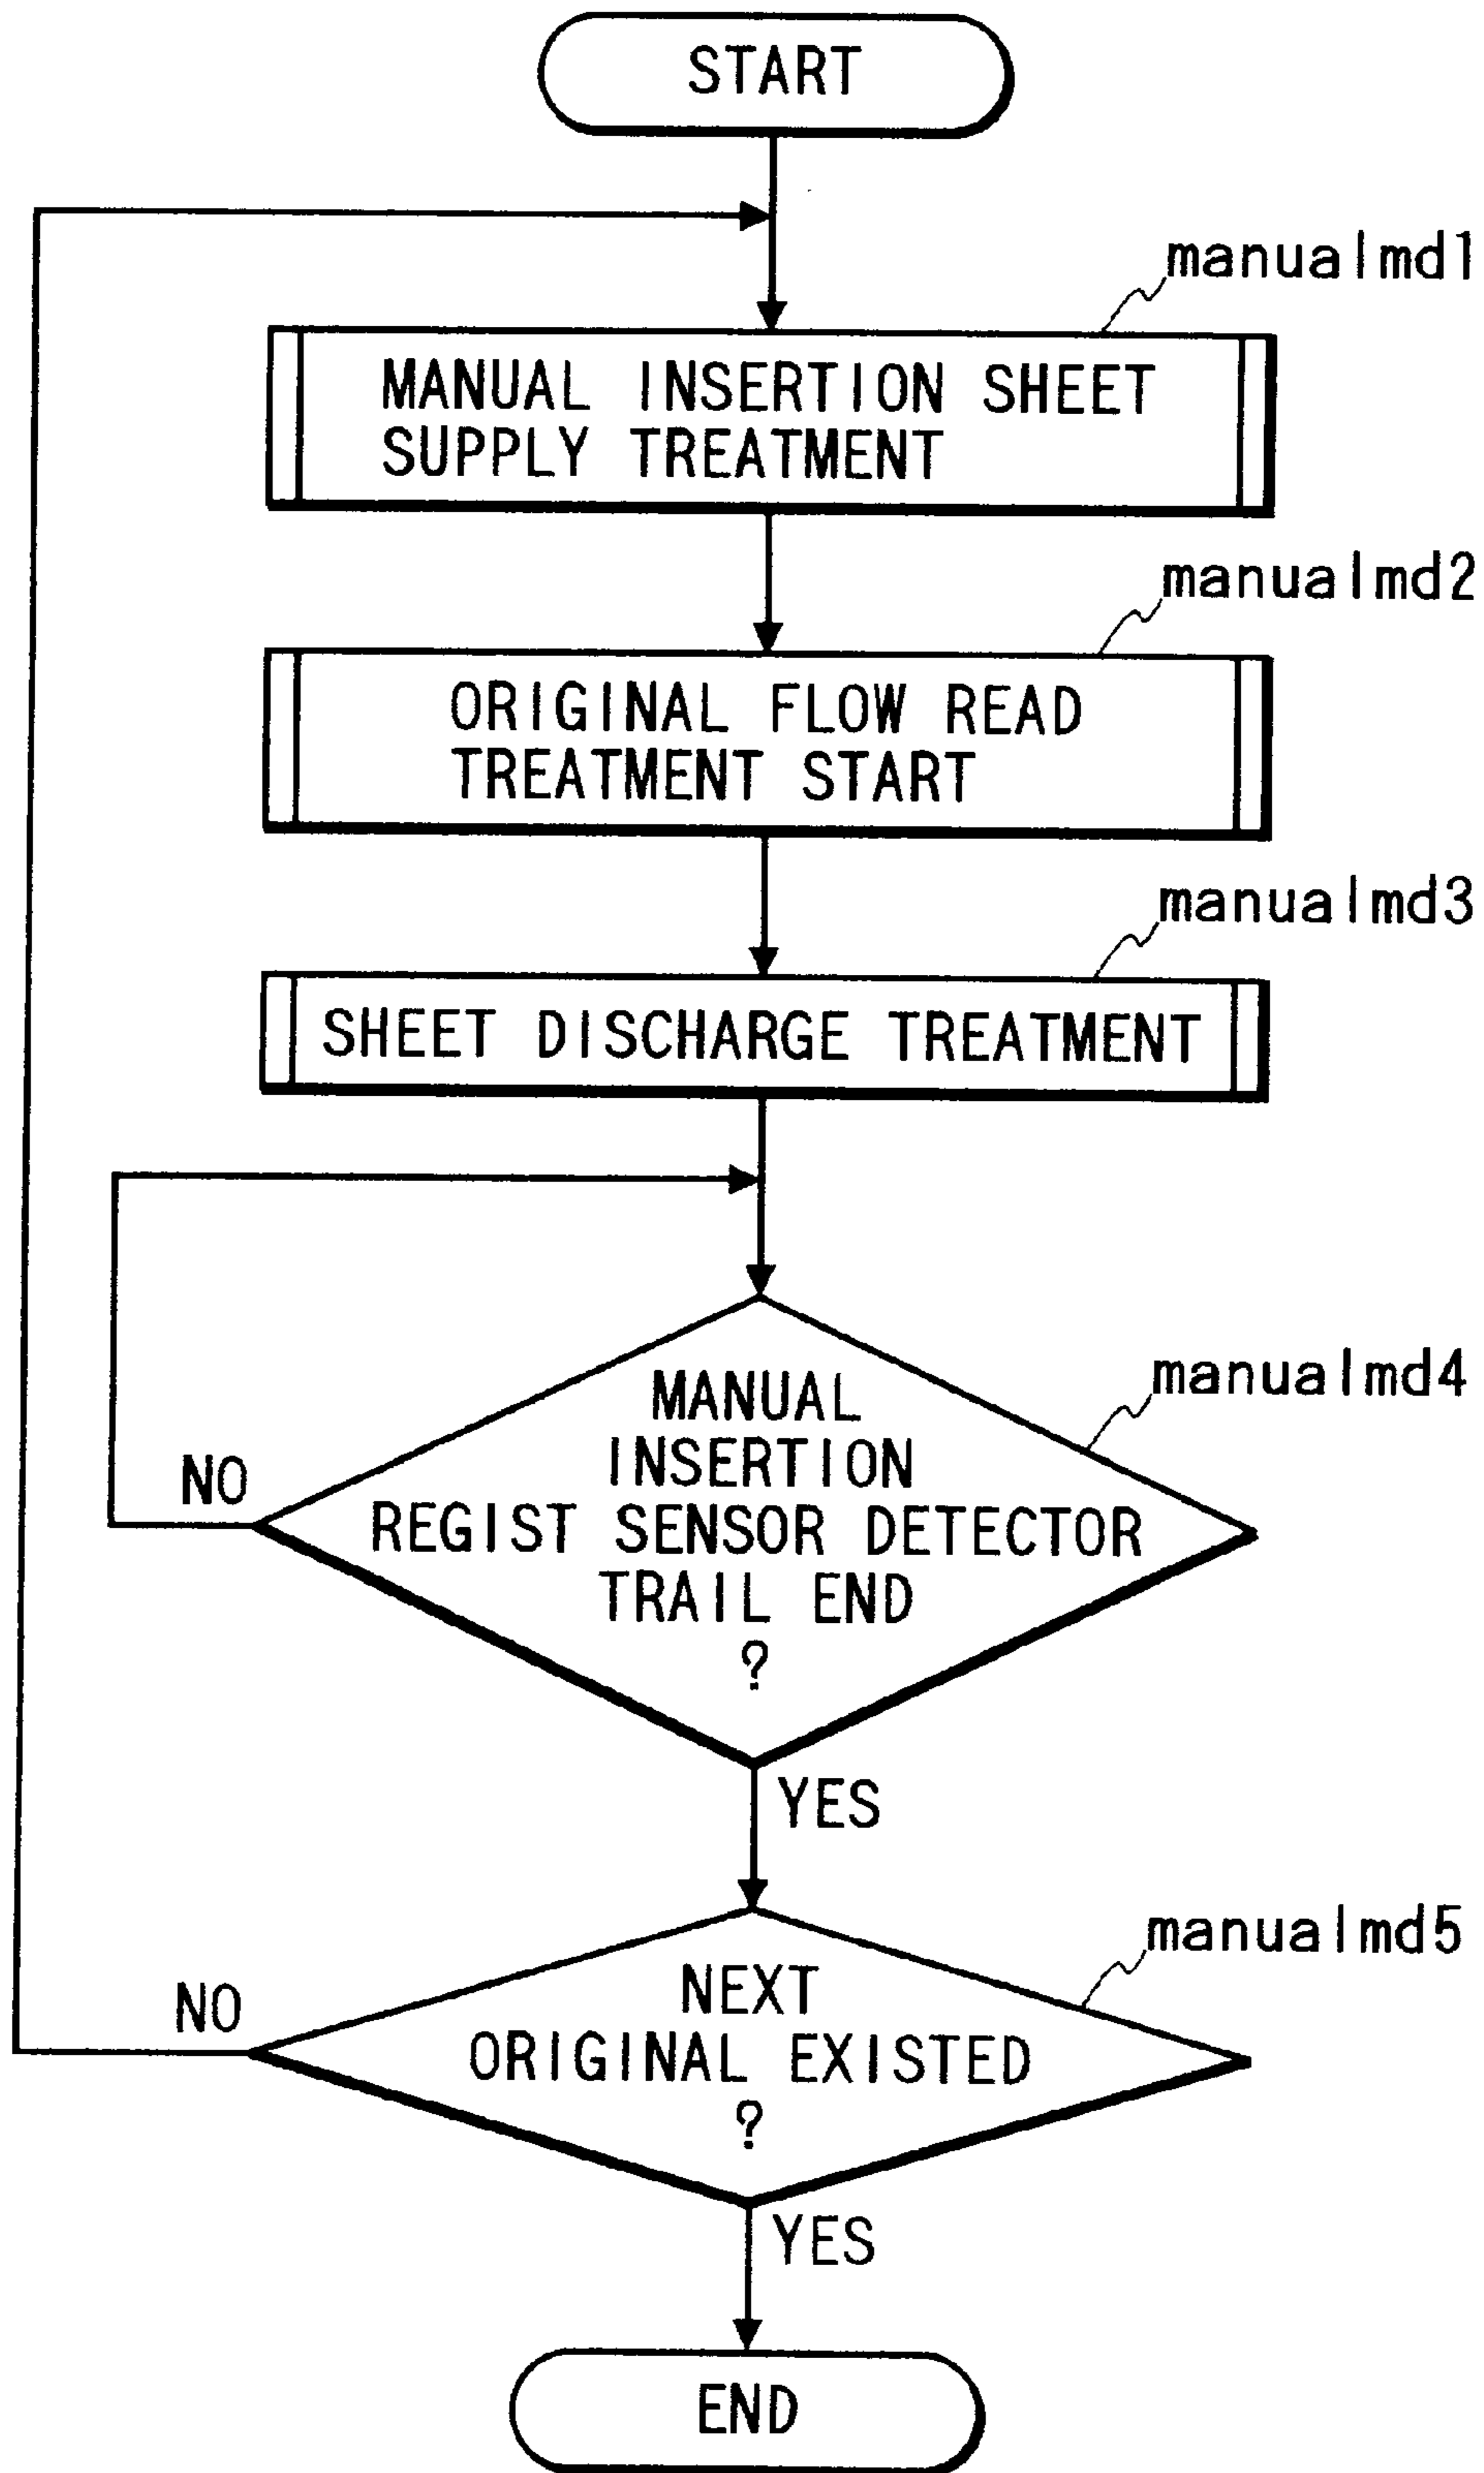 START
manualmd1
MANUAL INSERTION SHEET
SUPPLY TREATMENT
manualmd2
ORIGINAL FLOW READ
TREATMENT START
manualmd3
SHEET DISCHARGE TREATMENT
manualmd4
MANUAL
INSERTION
REGIST SENSOR DETECTOR
TRAIL END
?
NO
YES
manualmd5
NEXT
ORIGINAL EXISTED
?
NO
YES
END